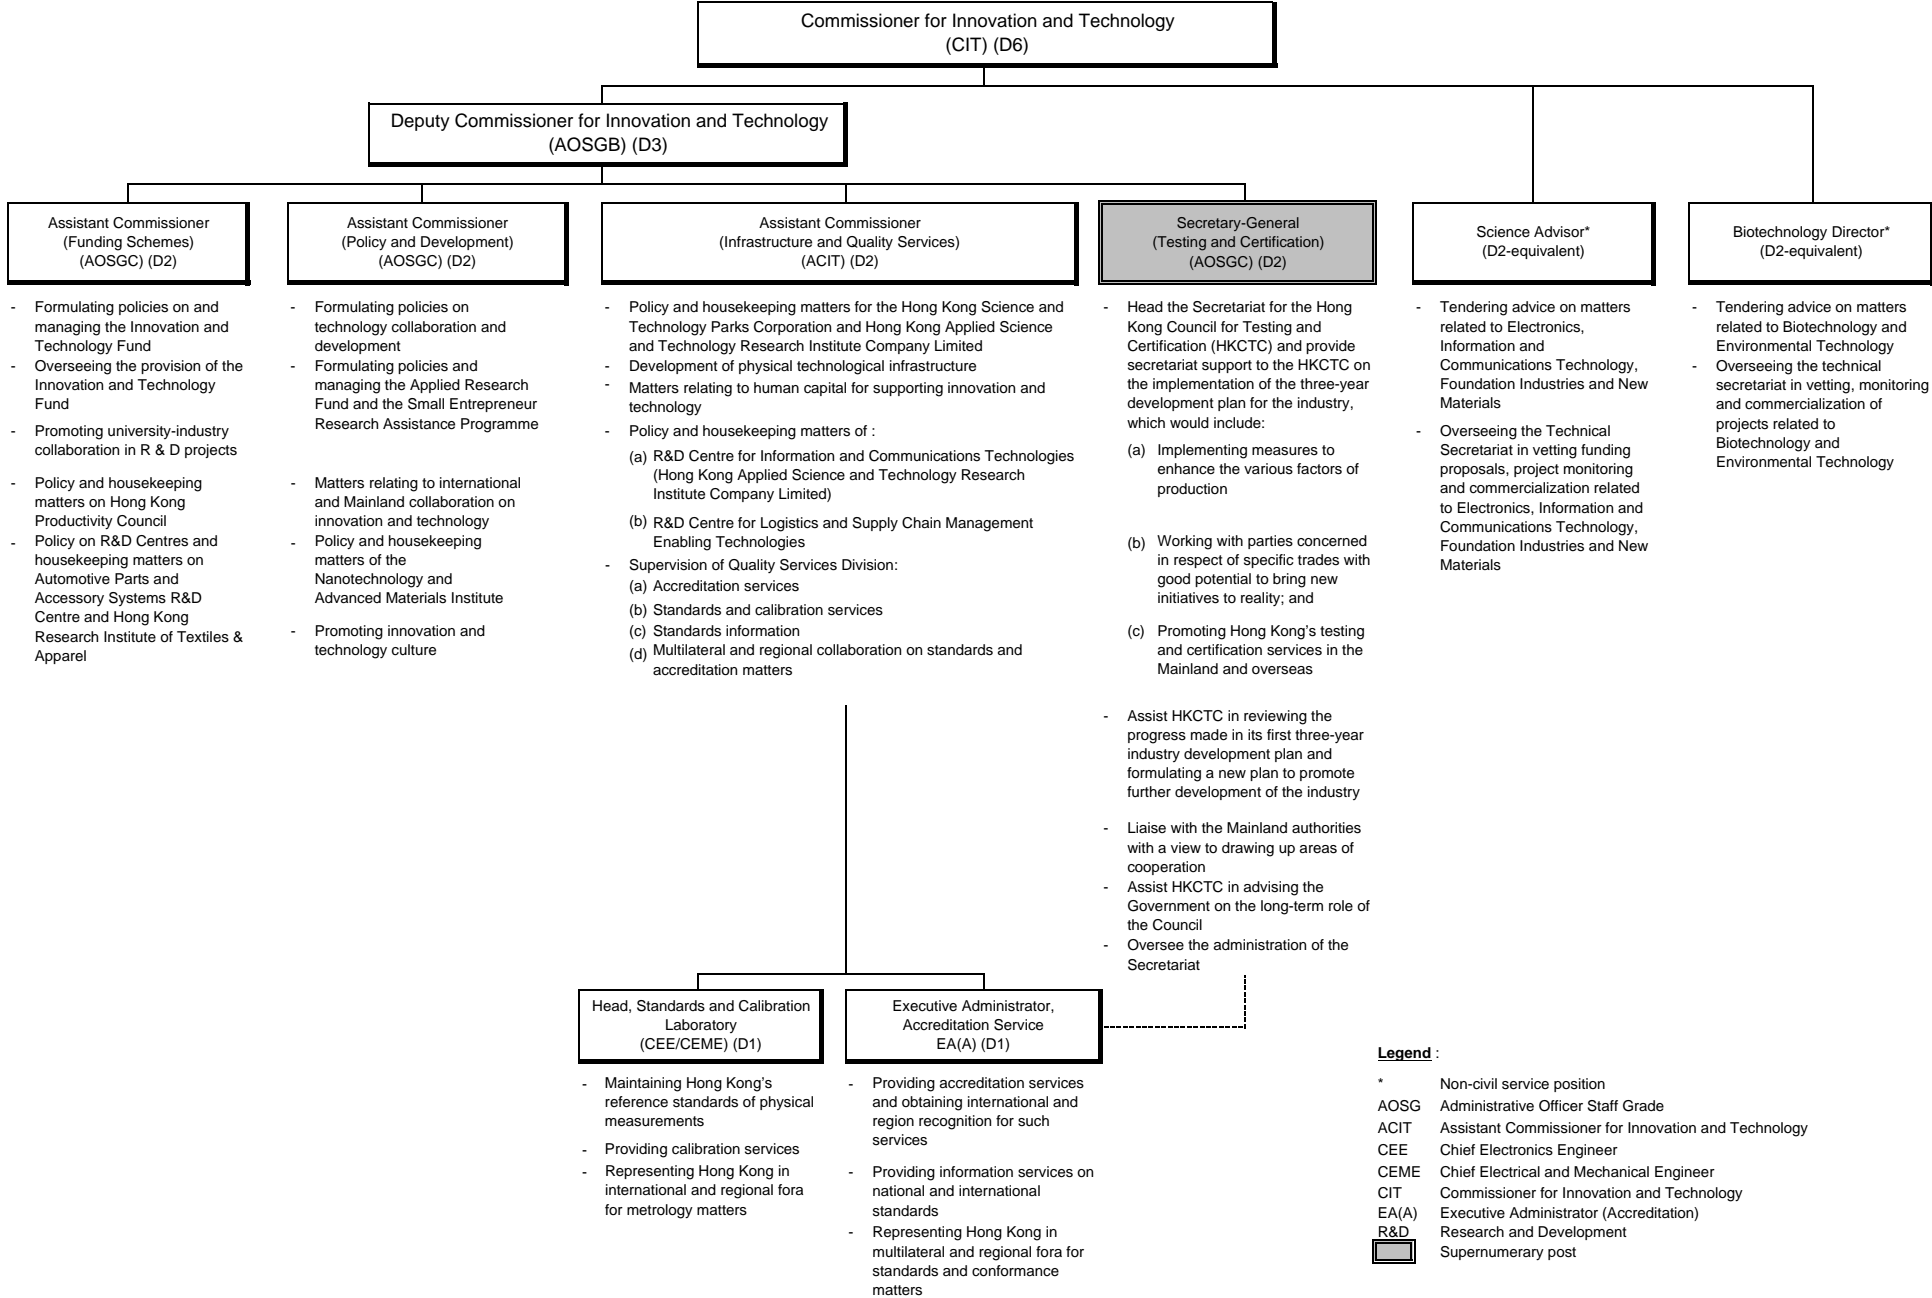 Commissioner for Innovation and Technology
(CIT) (D6)
Deputy Commissioner for Innovation and Technology
(AOSGB) (D3)
Assistant Commissioner
(Funding Schemes)
(AOSGC) (D2)
- Formulating policies on and
managing the Innovation and
Technology Fund
- Overseeing the provision of the
Innovation and Technology
Fund
- Promoting university-industry
collaboration in R & D projects
- Policy and housekeeping
matters on Hong Kong
Productivity Council
- Policy on R&D Centres and
housekeeping matters on
Automotive Parts and
Accessory Systems R&D
Centre and Hong Kong
Research Institute of Textiles &
Apparel
Assistant Commissioner
(Policy and Development)
(AOSGC) (D2)
- Formulating policies on
technology collaboration and
development
- Formulating policies and
managing the Applied Research
Fund and the Small Entrepreneur
Research Assistance Programme
- Matters relating to international
and Mainland collaboration on
innovation and technology
- Policy and housekeeping
matters of the
Nanotechnology and
Advanced Materials Institute
- Promoting innovation and
technology culture
Assistant Commissioner
(Infrastructure and Quality Services)
(ACIT) (D2)
- Policy and housekeeping matters for the Hong Kong Science and
Technology Parks Corporation and Hong Kong Applied Science
and Technology Research Institute Company Limited
- Development of physical technological infrastructure
- Matters relating to human capital for supporting innovation and
technology
- Policy and housekeeping matters of :
(a) R&D Centre for Information and Communications Technologies
(Hong Kong Applied Science and Technology Research
Institute Company Limited)
(b) R&D Centre for Logistics and Supply Chain Management
Enabling Technologies
- Supervision of Quality Services Division:
(a) Accreditation services
(b) Standards and calibration services
(c) Standards information
(d) Multilateral and regional collaboration on standards and
accreditation matters
Secretary-General
(Testing and Certification)
(AOSGC) (D2)
- Head the Secretariat for the Hong
Kong Council for Testing and
Certification (HKCTC) and provide
secretariat support to the HKCTC on
the implementation of the three-year
development plan for the industry,
which would include:
(a) Implementing measures to
enhance the various factors of
production
(b) Working with parties concerned
in respect of specific trades with
good potential to bring new
initiatives to reality; and
(c) Promoting Hong Kong’s testing
and certification services in the
Mainland and overseas
- Assist HKCTC in reviewing the
progress made in its first three-year
industry development plan and
formulating a new plan to promote
further development of the industry
- Liaise with the Mainland authorities
with a view to drawing up areas of
cooperation
- Assist HKCTC in advising the
Government on the long-term role of
the Council
- Oversee the administration of the
Secretariat
Science Advisor*
(D2-equivalent)
- Tendering advice on matters
related to Electronics,
Information and
Communications Technology,
Foundation Industries and New
Materials
- Overseeing the Technical
Secretariat in vetting funding
proposals, project monitoring
and commercialization related
to Electronics, Information and
Communications Technology,
Foundation Industries and New
Materials
Biotechnology Director*
(D2-equivalent)
- Tendering advice on matters
related to Biotechnology and
Environmental Technology
- Overseeing the technical
secretariat in vetting, monitoring
and commercialization of
projects related to
Biotechnology and
Environmental Technology
Head, Standards and Calibration
Laboratory
(CEE/CEME) (D1)
- Maintaining Hong Kong’s
reference standards of physical
measurements
- Providing calibration services
- Representing Hong Kong in
international and regional fora
for metrology matters
Executive Administrator,
Accreditation Service
EA(A) (D1)
- Providing accreditation services
and obtaining international and
region recognition for such
services
- Providing information services on
national and international
standards
- Representing Hong Kong in
multilateral and regional fora for
standards and conformance
matters
Legend :
* Non-civil service position
AOSG Administrative Officer Staff Grade
ACIT Assistant Commissioner for Innovation and Technology
CEE Chief Electronics Engineer
CEME Chief Electrical and Mechanical Engineer
CIT Commissioner for Innovation and Technology
EA(A) Executive Administrator (Accreditation)
R&D Research and Development
Supernumerary post